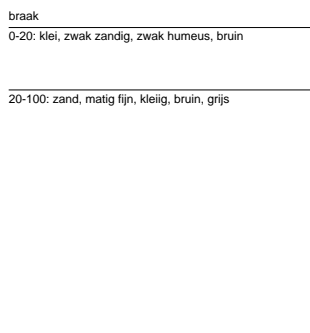 braak
0-20: klei, zwak zandig, zwak humeus, bruin
20-100: zand, matig fijn, kleiig, bruin, grijs